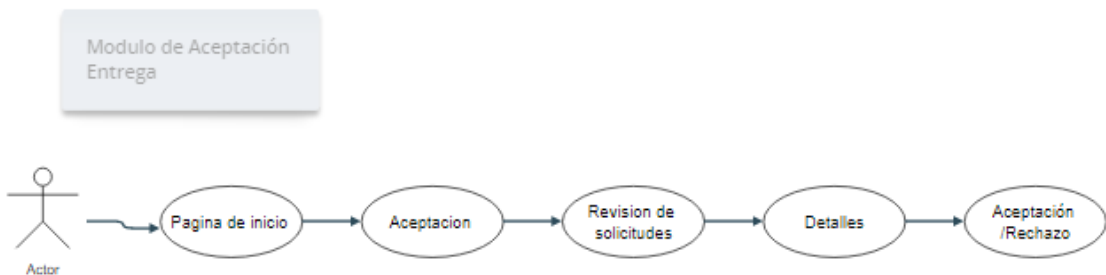 Modulo de Aceptación
Entrega
Pagina de inicio
Aceptacion
Revision de
solicitudes
Detalles
Aceptación
/Rechazo
Actor